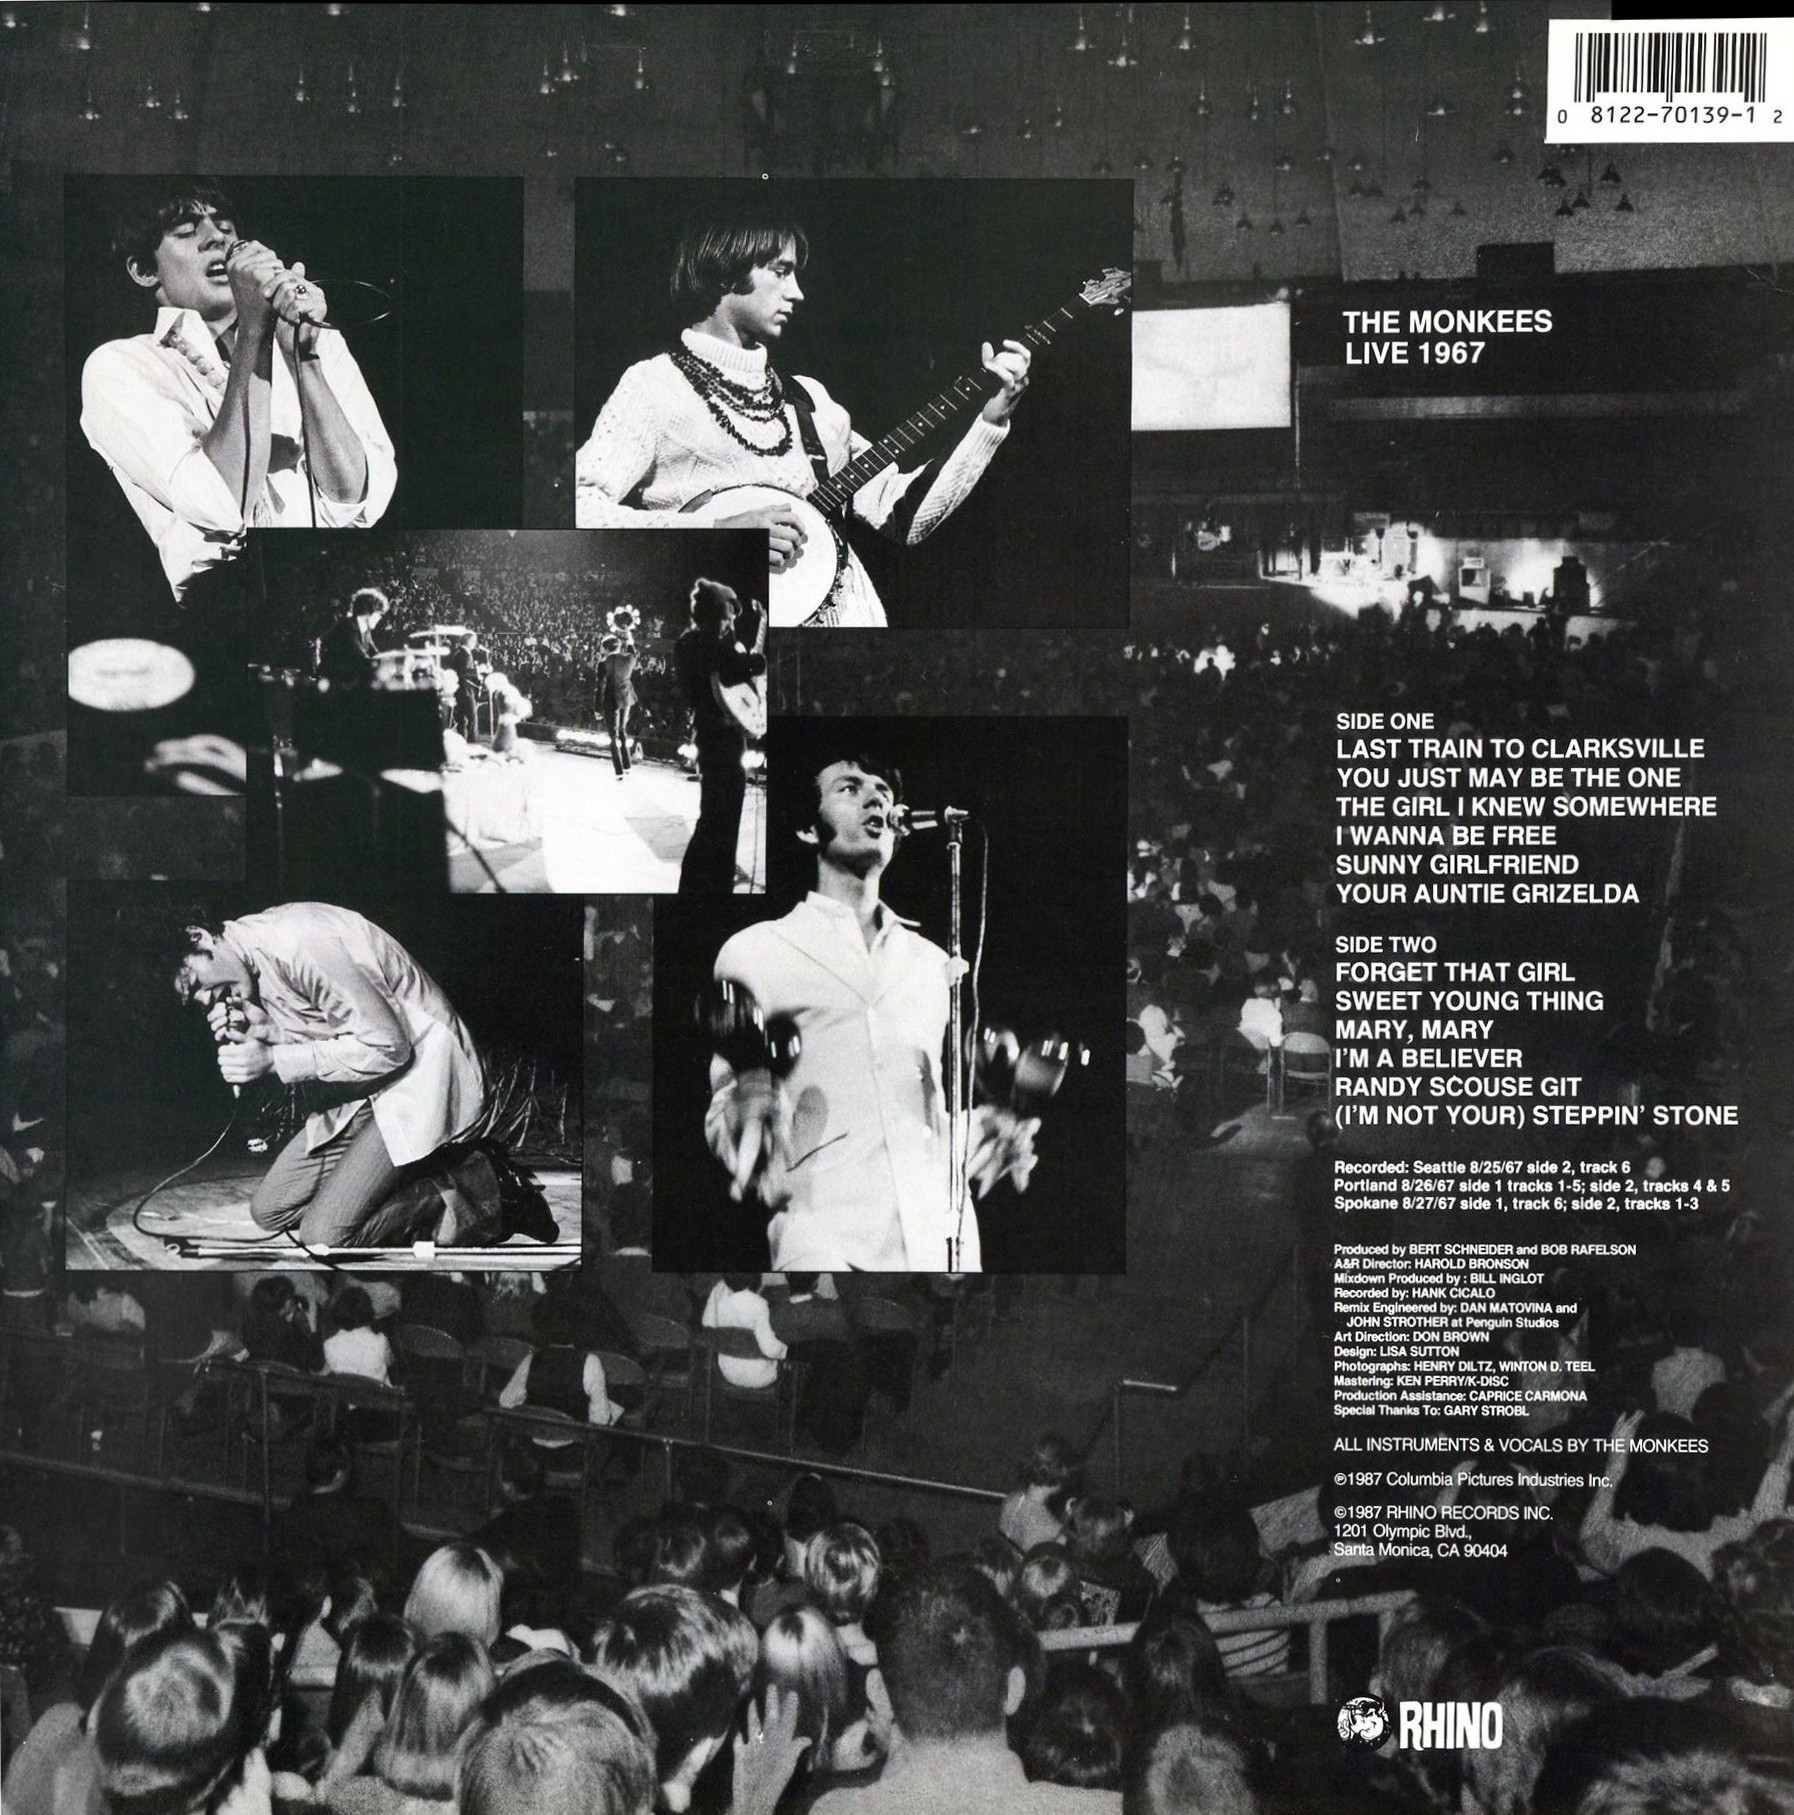 0 8122-70139-1 2
THE MONKEES
LIVE 1967
SIDE ONE
LAST TRAIN TO CLARKSVILLE
YOU JUST MAY BE THE ONE
THE GIRL I KNEW SOMEWHERE
I WANNA BE FREE
SUNNY GIRLFRIEND
YOUR AUNTIE GRIZELDA
SIDE TWO
FORGET THAT GIRL
SWEET YOUNG THING
MARY, MARY
I'M A BELIEVER
RANDY SCOUSE GIT
(I'M NOT YOUR) STEPPIN' STONE
Recorded: Seattle 8/25/67 side 2, track 6
Portland 8/26/67 side 1 tracks 1-5; side 2, tracks 4 & 5
Spokane 8/27/67 side 1, track 6; side 2, tracks 1-3
Produced by BERT SCHNEIDER and BOB RAFELSON
A&R Director: HAROLD BRONSON
Mixdown Produced by : BILL INGLOT
Recorded by: HANK CICALO
Remix Engineered by: DAN MATOVINA and
JOHN STROTHER at Penguin Studios
Art Direction: DON BROWN
Design: LISA SUTTON
Photographs: HENRY DILTZ, WINTON D. TEEL
Mastering: KEN PERRY/K-DISC
Production Assistance: CAPRICE CARMONA
Special Thanks To: GARY STROBL
ALL INSTRUMENTS & VOCALS BY THE MONKEES
℗1987 Columbia Pictures Industries Inc.
©1987 RHINO RECORDS INC.
1201 Olympic Blvd.,
Santa Monica, CA 90404
RHINO